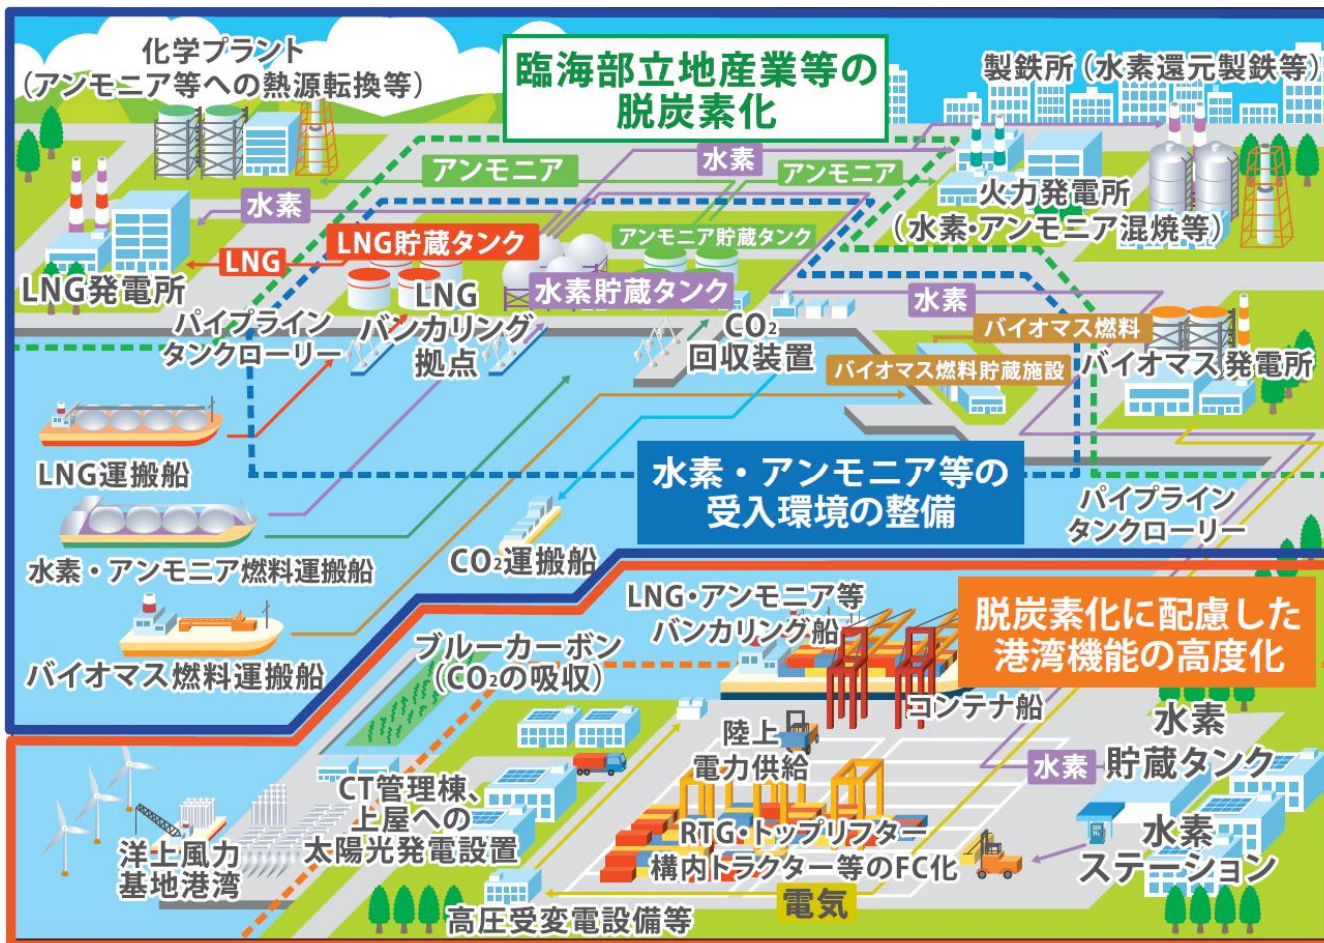 化学プラント
(アンモニア等への熱源転換等)
臨海部立地産業等の
脱炭素化
製鉄所(水素還元製鉄等)
アンモニア
水素
アンモニア
水素
火力発電所
(水素・アンモニア混焼等)
LNG
LNG貯蔵タンク
アンモニア貯蔵タンク
LNG発電所
水素貯蔵タンク
水素
パイプライン
タンクローリー
LNG
バンカリング
拠点
CO₂
回収装置
バイオマス燃料
バイオマス燃料貯蔵施設
バイオマス発電所
LNG運搬船
水素・アンモニア等の
受入環境の整備
パイプライン
タンクローリー
水素・アンモニア燃料運搬船
CO₂運搬船
バイオマス燃料運搬船
ブルーカーボン
(CO₂の吸収)
LNG・アンモニア等
バンカリング船
脱炭素化に配慮した
港湾機能の高度化
コンテナ船
陸上
電力供給
水素
水素
貯蔵タンク
CT管理棟、
上屋への
太陽光発電設置
RTG・トップリフター
構内トラクター等のFC化
水素
ステーション
洋上風力
基地港湾
高圧受変電設備等
電気